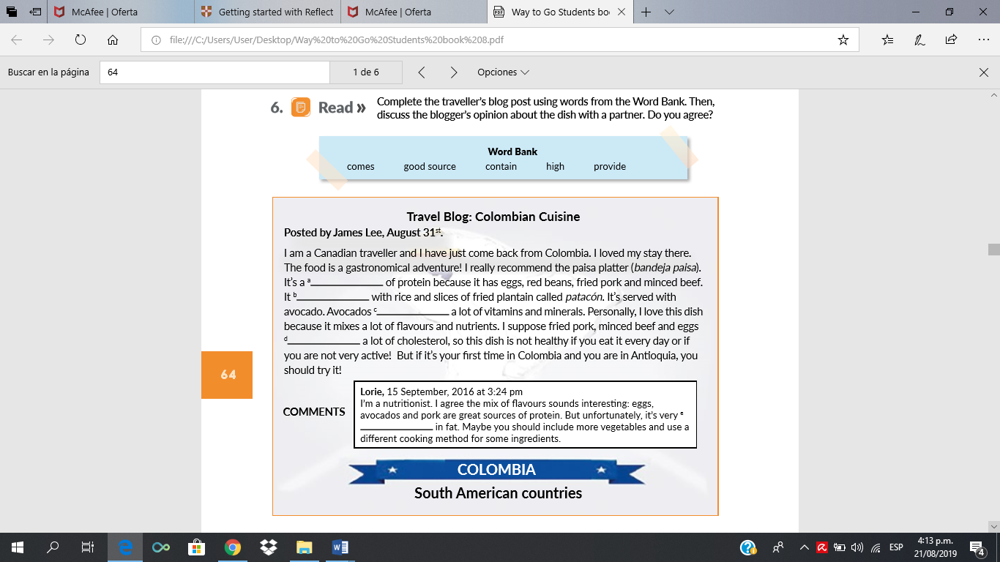 McAfee | Oferta
Getting started with Reflect
McAfee | Oferta
Way to Go Students bo
file:///C:/Users/User/Desktop/Way%20to%20Go%20Students%20book%208.pdf
Buscar en la página
64
1 de 6
Opciones
6. Read » Complete the traveller's blog post using words from the Word Bank. Then,
discuss the blogger's opinion about the dish with a partner. Do you agree?
Word Bank
comes good source contain high provide
Travel Blog: Colombian Cuisine
Posted by James Lee, August 31st.
I am a Canadian traveller and I have just come back from Colombia. I loved my stay there.
The food is a gastronomical adventure! I really recommend the paisa platter (bandeja paisa).
It's a a______________ of protein because it has eggs, red beans, fried pork and minced beef.
It b______________ with rice and slices of fried plantain called patacón. It's served with
avocado. Avocados c______________ a lot of vitamins and minerals. Personally, I love this dish
because it mixes a lot of flavours and nutrients. I suppose fried pork, minced beef and eggs
d______________ a lot of cholesterol, so this dish is not healthy if you eat it every day or if
you are not very active! But if it's your first time in Colombia and you are in Antioquia, you
should try it!
64
COMMENTS
Lorie, 15 September, 2016 at 3:24 pm
I'm a nutritionist. I agree the mix of flavours sounds interesting: eggs,
avocados and pork are great sources of protein. But unfortunately, it's very e
______________ in fat. Maybe you should include more vegetables and use a
different cooking method for some ingredients.
COLOMBIA
South American countries
ESP
4:13 p.m.
21/08/2019
4